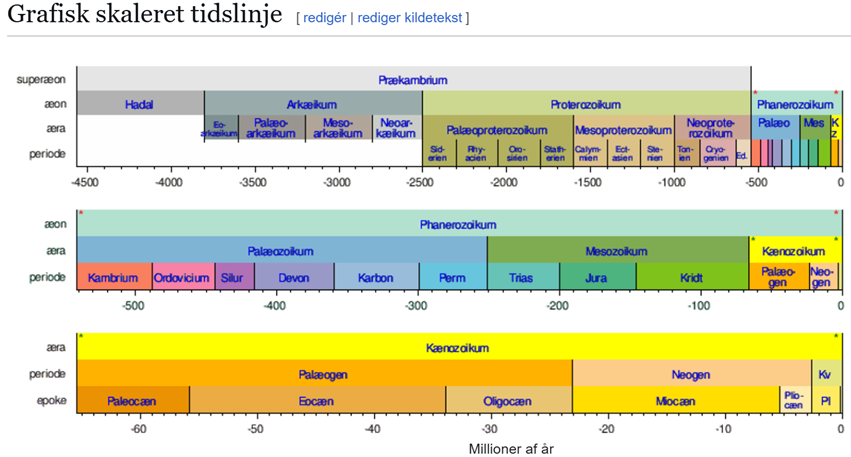 Grafisk skaleret tidslinje [ redigér | rediger kildetekst ]
superæon Prækambrium
æon Hadal Arkæikum Proterozoikum Phanerozoikum
æra Eo-arkæikum Palæo-arkæikum Meso-arkæikum Neoar-kæikum Palæoproterozoikum Mesoproterozoikum Neoprote-rozoikum Palæo Mes K z
periode Sid-erien Rhy-acien Oro-sirien Stath-erien Calym-mien Ect-asien Ste-nien Ton-ien Cryo-genien Ed.
-4500 -4000 -3500 -3000 -2500 -2000 -1500 -1000 -500 0
æon Phanerozoikum
æra Palæozoikum Mesozoikum Kænozoikum
periode Kambrium Ordovicium Silur Devon Karbon Perm Trias Jura Kridt Palæo-gen Neo-gen
-500 -400 -300 -200 -100 0
æra Kænozoikum
periode Palæogen Neogen Kv
epoke Paleocæn Eocæn Oligocæn Miocæn Plio-cæn Pl
-60 -50 -40 -30 -20 -10 0
Millioner af år